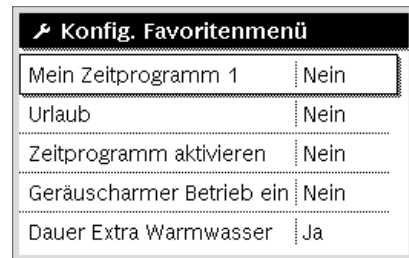 Konfig. Favoritenmenü
Mein Zeitprogramm 1 Nein
Urlaub Nein
Zeitprogramm aktivieren Nein
Geräuscharmer Betrieb ein Nein
Dauer Extra Warmwasser Ja